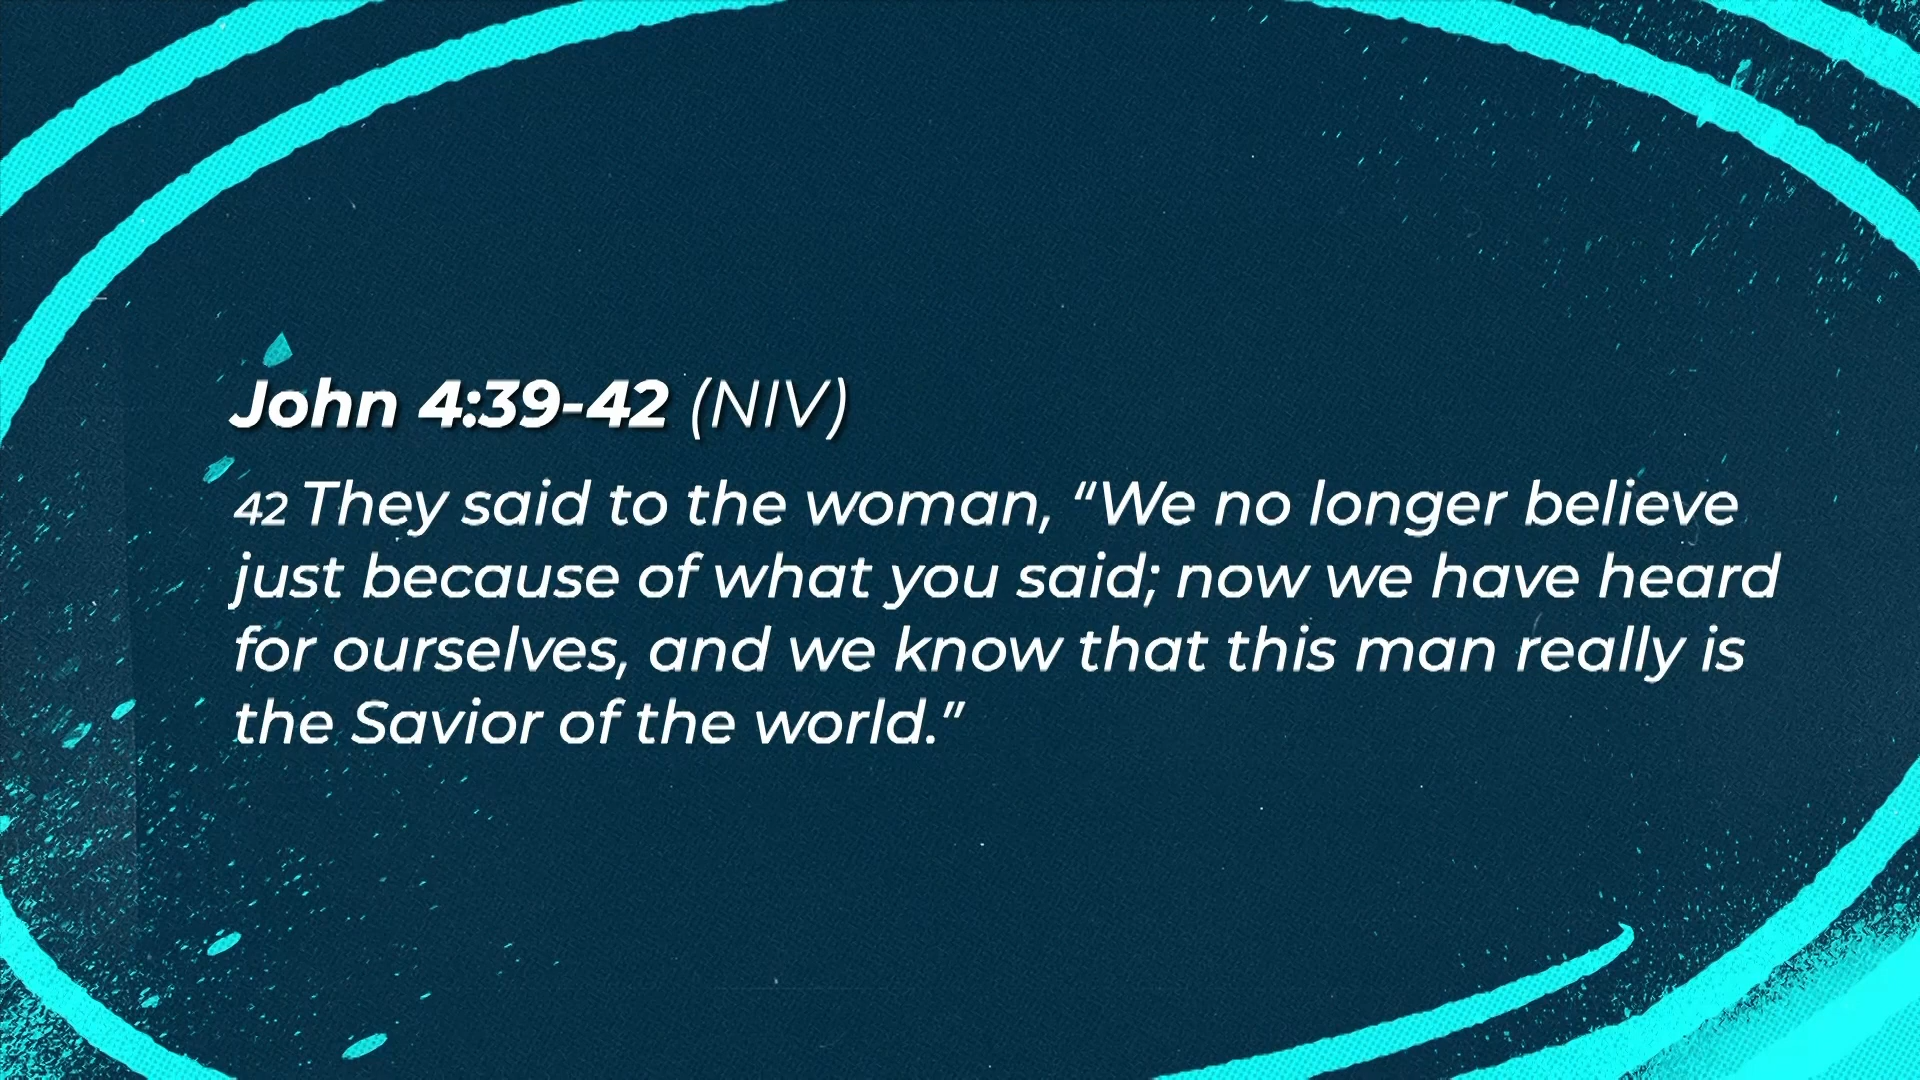 John 4:39-42 (NIV)
42 They said to the woman, “We no longer believe
just because of what you said; now we have heard
for ourselves, and we know that this man really is
the Savior of the world.”